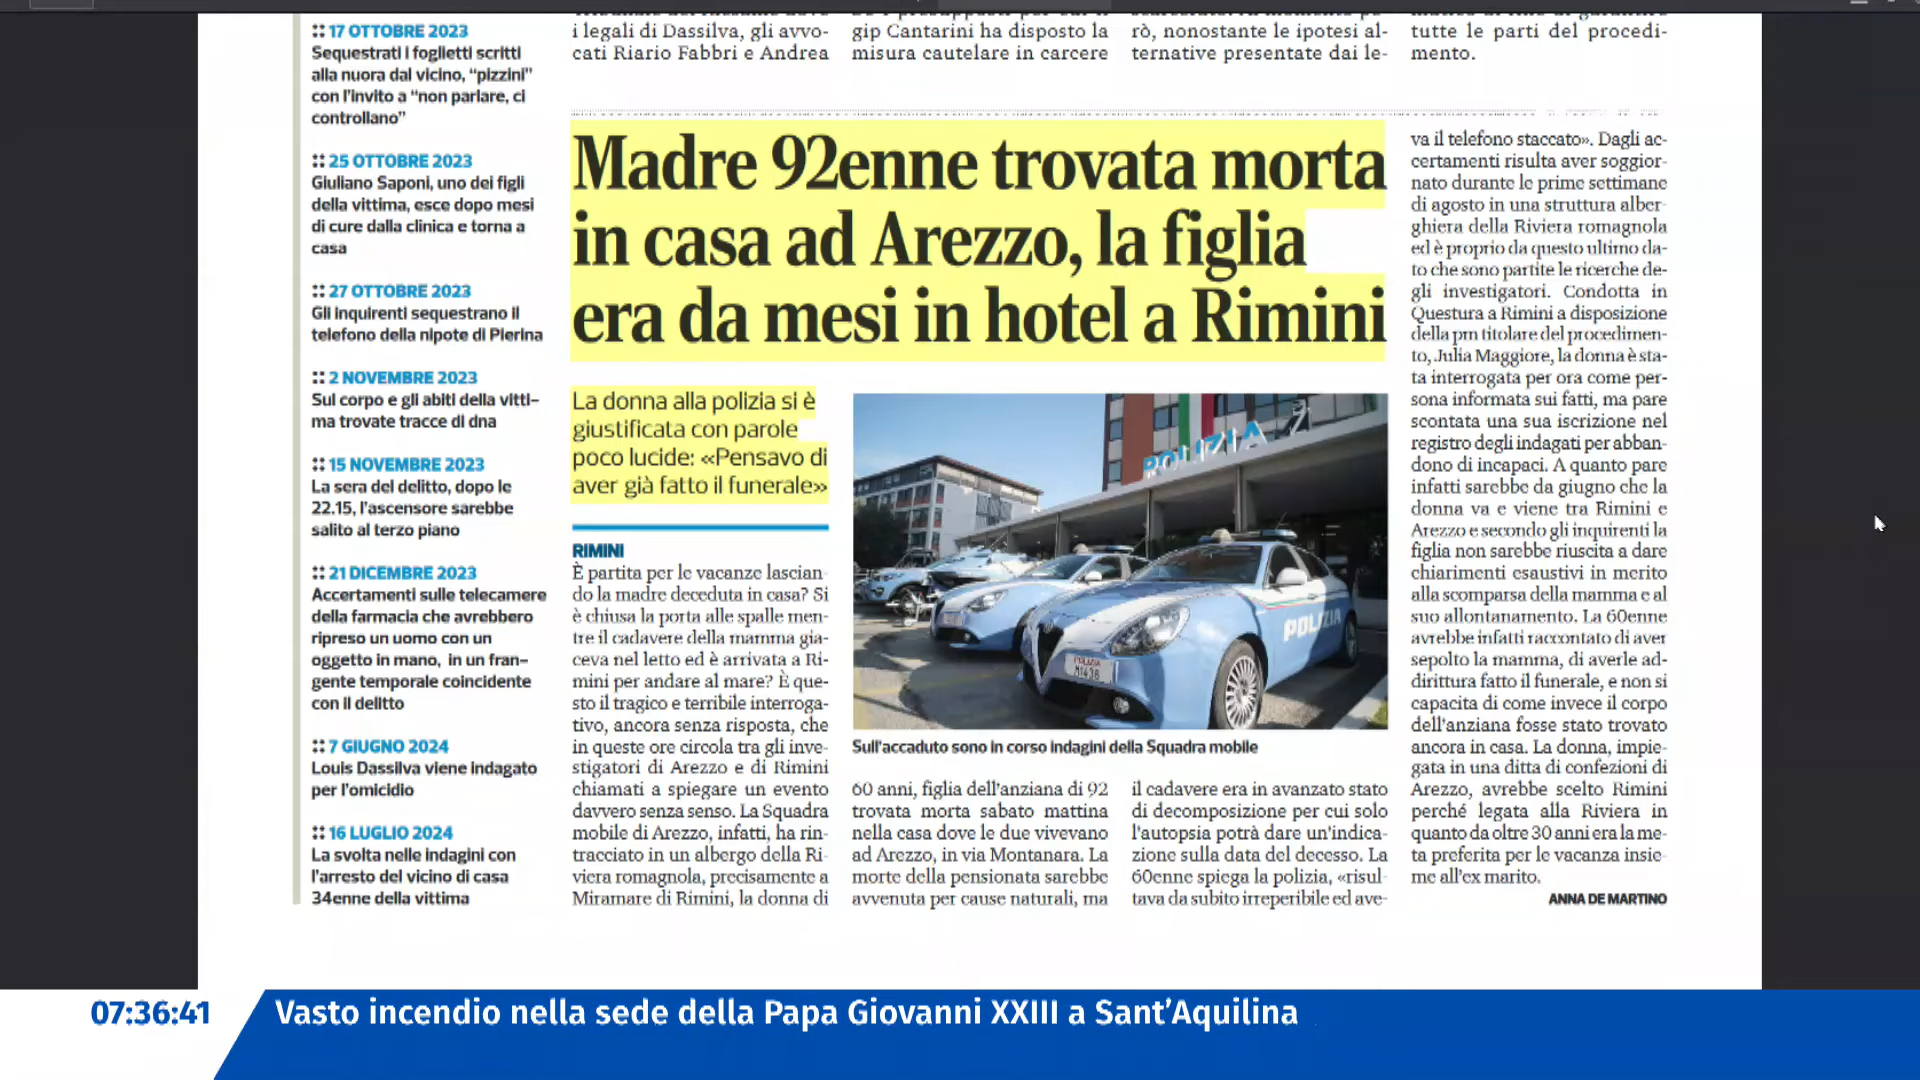 :: 17 OTTOBRE 2023
Sequestrati i foglietti scritti
alla nuora dal vicino, “pizzini”
con l’invito a “non parlare, ci
controllano”
:: 25 OTTOBRE 2023
Giuliano Saponi, uno dei figli
della vittima, esce dopo mesi
di cure dalla clinica e torna a
casa
:: 27 OTTOBRE 2023
Gli inquirenti sequestrano il
telefono della nipote di Pierina
:: 2 NOVEMBRE 2023
Sul corpo e gli abiti della vitti-
ma trovate tracce di dna
:: 15 NOVEMBRE 2023
La sera del delitto, dopo le
22.15, l’ascensore sarebbe
salito al terzo piano
:: 21 DICEMBRE 2023
Accertamenti sulle telecamere
della farmacia che avrebbero
ripreso un uomo con un
oggetto in mano, in un fran-
gente temporale coincidente
con il delitto
:: 7 GIUGNO 2024
Louis Dassilva viene indagato
per l’omicidio
:: 16 LUGLIO 2024
La svolta nelle indagini con
l’arresto del vicino di casa
34enne della vittima
i legali di Dassilva, gli avvo-
cati Riario Fabbri e Andrea
gip Cantarini ha disposto la
misura cautelare in carcere
rò, nonostante le ipotesi al-
ternative presentate dai le-
tutte le parti del procedi-
mento.
Madre 92enne trovata morta
in casa ad Arezzo, la figlia
era da mesi in hotel a Rimini
La donna alla polizia si è
giustificata con parole
poco lucide: «Pensavo di
aver già fatto il funerale»
RIMINI
È partita per le vacanze lascian-
do la madre deceduta in casa? Si
è chiusa la porta alle spalle men-
tre il cadavere della mamma gia-
ceva nel letto ed è arrivata a Ri-
mini per andare al mare? È que-
sto il tragico e terribile interroga-
tivo, ancora senza risposta, che
in queste ore circola tra gli inve-
stigatori di Arezzo e di Rimini
chiamati a spiegare un evento
davvero senza senso. La Squadra
mobile di Arezzo, infatti, ha rin-
tracciato in un albergo della Ri-
viera romagnola, precisamente a
Miramare di Rimini, la donna di
POLIZIA
POLIZIA
Sull’accaduto sono in corso indagini della Squadra mobile
60 anni, figlia dell’anziana di 92
trovata morta sabato mattina
nella casa dove le due vivevano
ad Arezzo, in via Montanara. La
morte della pensionata sarebbe
avvenuta per cause naturali, ma
il cadavere era in avanzato stato
di decomposizione per cui solo
l’autopsia potrà dare un’indica-
zione sulla data del decesso. La
60enne spiega la polizia, «risul-
tava da subito irreperibile ed ave-
va il telefono staccato». Dagli ac-
certamenti risulta aver soggior-
nato durante le prime settimane
di agosto in una struttura alber-
ghiera della Riviera romagnola
ed è proprio da questo ultimo da-
to che sono partite le ricerche de-
gli investigatori. Condotta in
Questura a Rimini a disposizione
della pm titolare del procedimen-
to, Julia Maggiore, la donna è sta-
ta interrogata per ora come per-
sona informata sui fatti, ma pare
scontata una sua iscrizione nel
registro degli indagati per abban-
dono di incapaci. A quanto pare
infatti sarebbe da giugno che la
donna va e viene tra Rimini e
Arezzo e secondo gli inquirenti la
figlia non sarebbe riuscita a dare
chiarimenti esaustivi in merito
alla scomparsa della mamma e al
suo allontanamento. La 60enne
avrebbe infatti raccontato di aver
sepolto la mamma, di averle ad-
dirittura fatto il funerale, e non si
capacita di come invece il corpo
dell’anziana fosse stato trovato
ancora in casa. La donna, impie-
gata in una ditta di confezioni di
Arezzo, avrebbe scelto Rimini
perché legata alla Riviera in
quanto da oltre 30 anni era la me-
ta preferita per le vacanza insie-
me all’ex marito.
ANNA DE MARTINO
07:36:41
Vasto incendio nella sede della Papa Giovanni XXIII a Sant’Aquilina